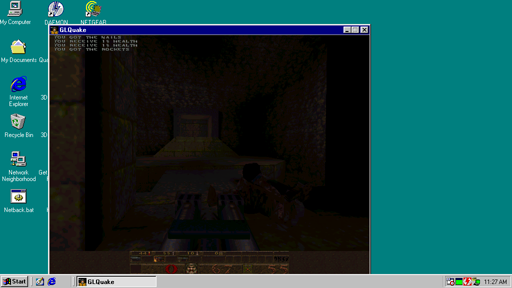 My Computer
DAEMON
NETGEAR
GLQuake
YOU GOT THE NAILS
YOU RECEIVE 15 HEALTH
YOU RECEIVE 15 HEALTH
YOU GOT THE ROCKETS
My Documents
Internet
Explorer
Recycle Bin
Network
Neighborhood
Netback.bat
Start
GLQuake
11:27 AM